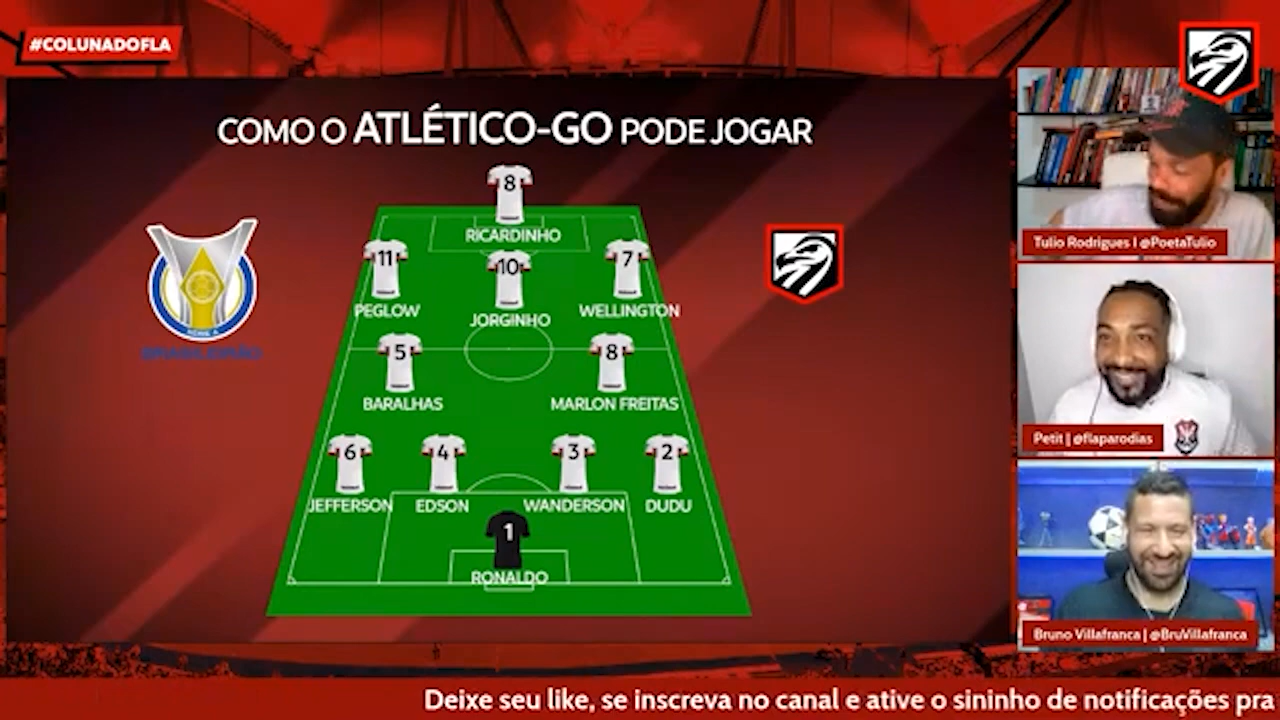 #COLUNADOFLA
COMO O ATLÉTICO-GO PODE JOGAR
8
RICARDINHO
11
PEGLOW
10
JORGINHO
7
WELLINGTON
5
BARALHAS
8
MARLON FREITAS
6
JEFFERSON
4
EDSON
3
WANDERSON
2
DUDU
1
RONALDO
SÉRIE A
BRASILEIRÃO
Tulio Rodrigues | @PoetaTulio
Petit | @flaparodias
Bruno Villafranca | @BruVillafranca
Deixe seu like, se inscreva no canal e ative o sininho de notificações pra